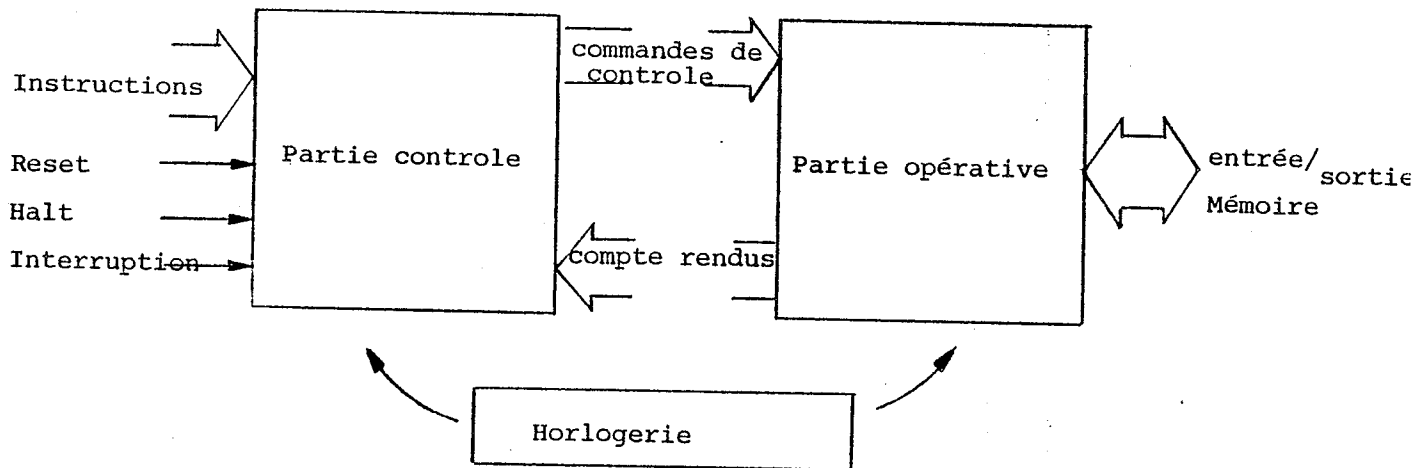 Instructions
Reset
Halt
Interruption
Partie controle
commandes de
controle
compte rendus
Partie opérative
entrée/sortie
Mémoire
Horlogerie